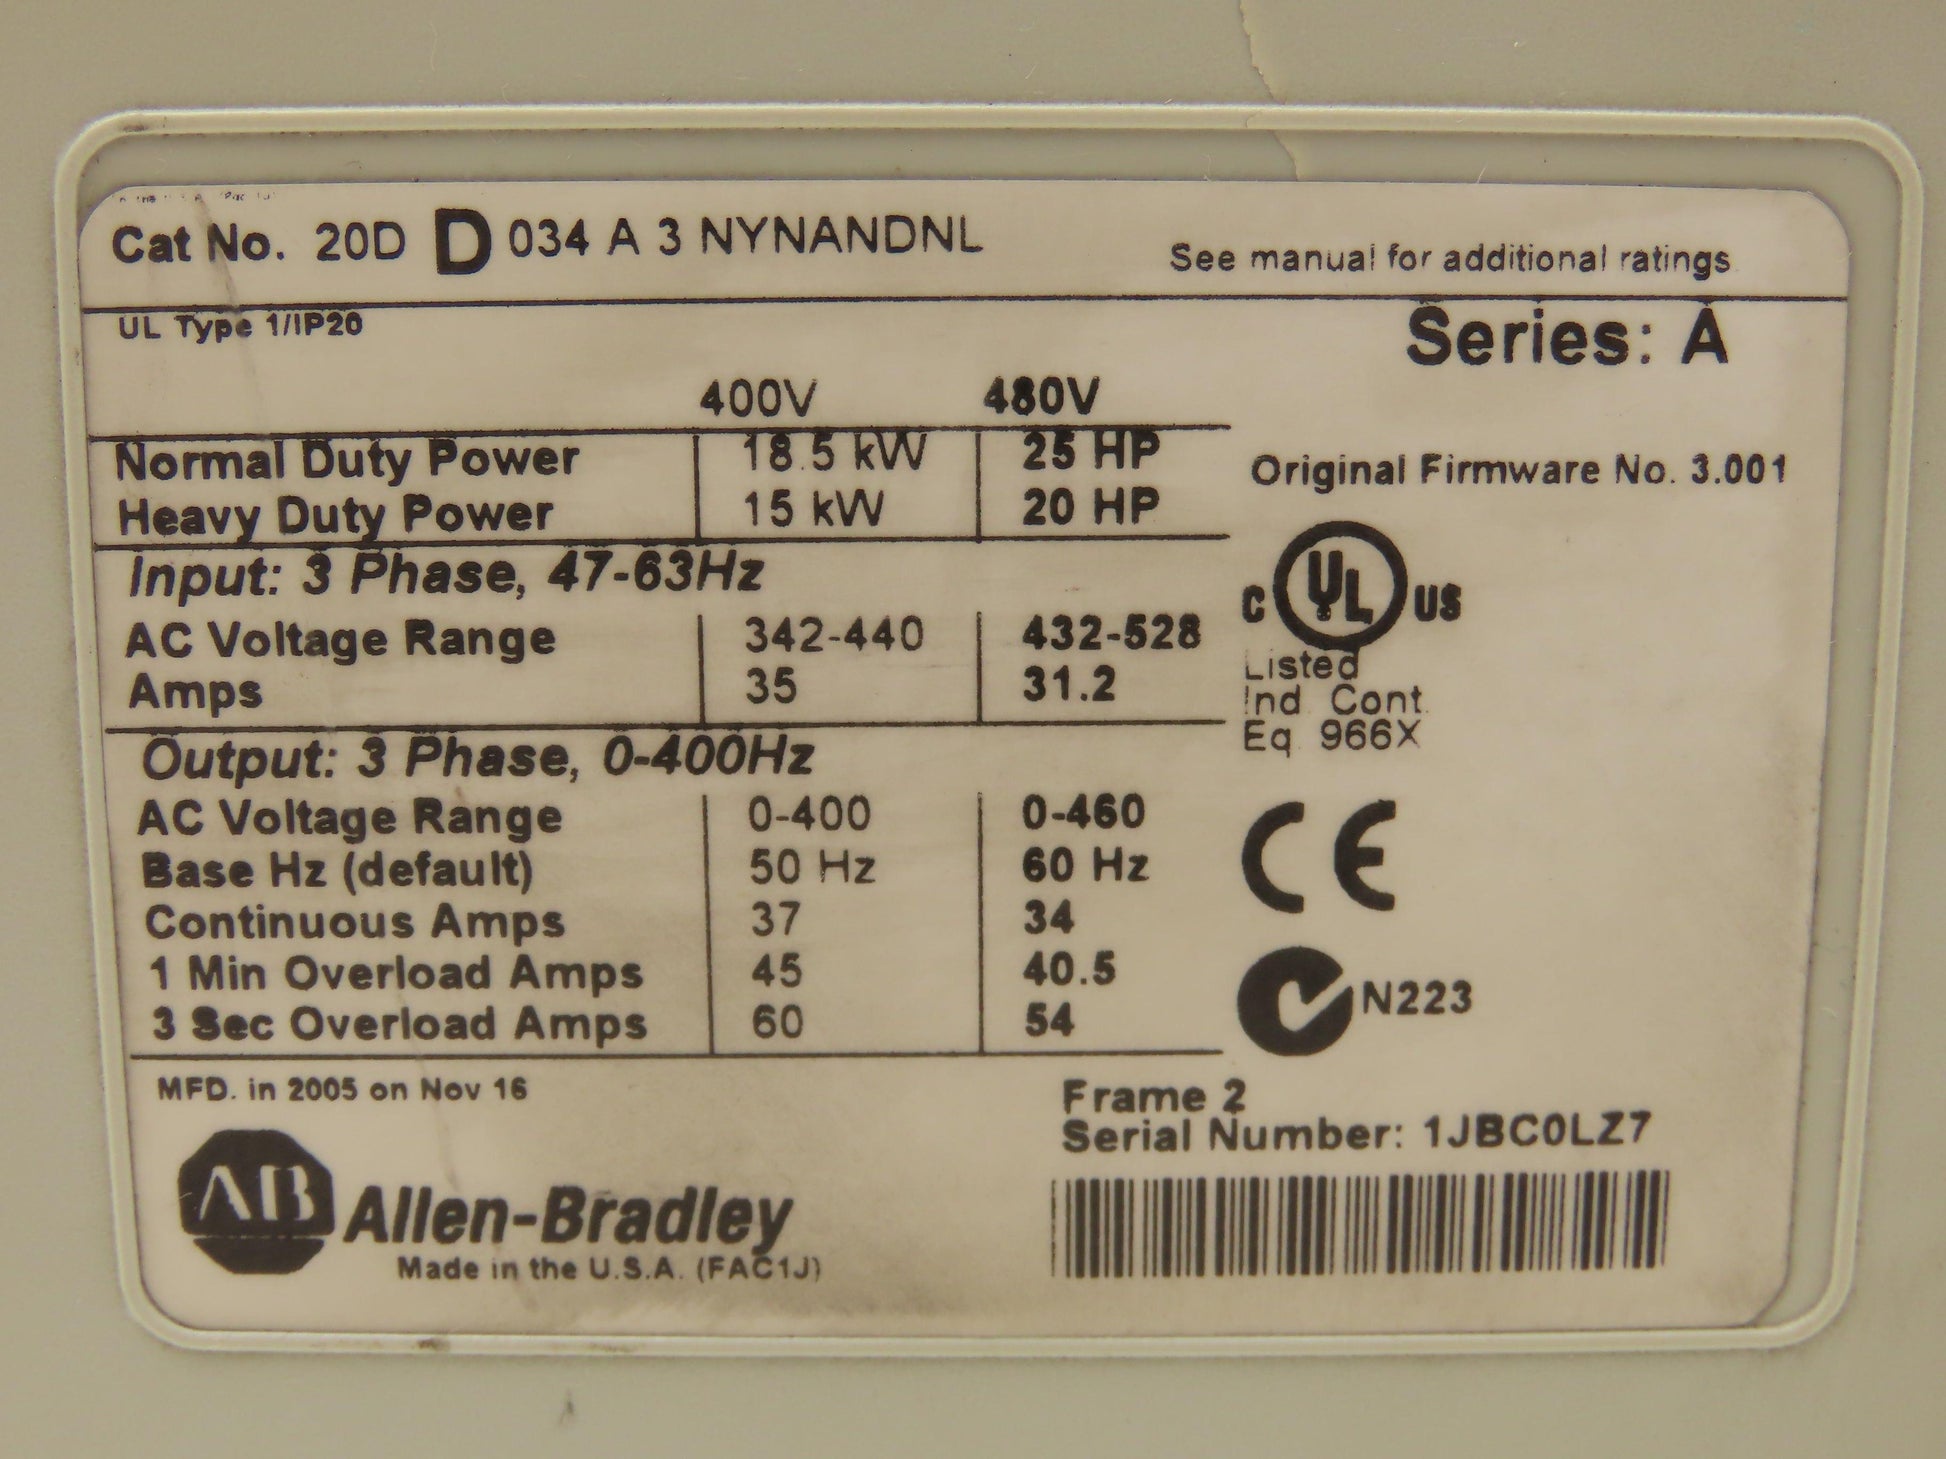 Cat No. 20D D 034 A 3 NYNANDNL
See manual for additional ratings
UL Type 1/IP20
Series: A
400V 480V
Normal Duty Power 18.5 kW 25 HP
Original Firmware No. 3.001
Heavy Duty Power 15 kW 20 HP
Input: 3 Phase, 47-63Hz
C UL US
AC Voltage Range 342-440 432-528
Listed
Amps 35 31.2
Ind Cont
Eq 966X
Output: 3 Phase, 0-400Hz
AC Voltage Range 0-400 0-460
Base Hz (default) 50 Hz 60 Hz
CE
Continuous Amps 37 34
1 Min Overload Amps 45 40.5
N223
3 Sec Overload Amps 60 54
MFD. in 2005 on Nov 16
Frame 2
Serial Number: 1JBC0LZ7
AB Allen-Bradley
Made in the U.S.A. (FAC1J)